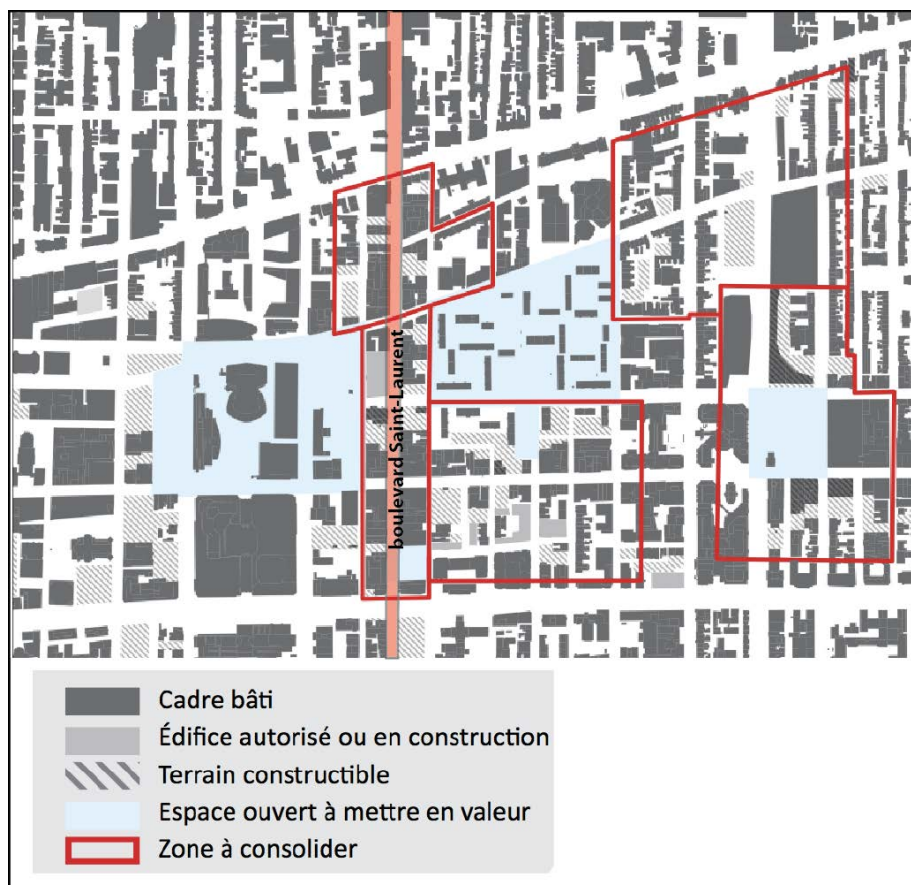 boulevard Saint-Laurent
Cadre bâti
Édifice autorisé ou en construction
Terrain constructible
Espace ouvert à mettre en valeur
Zone à consolider